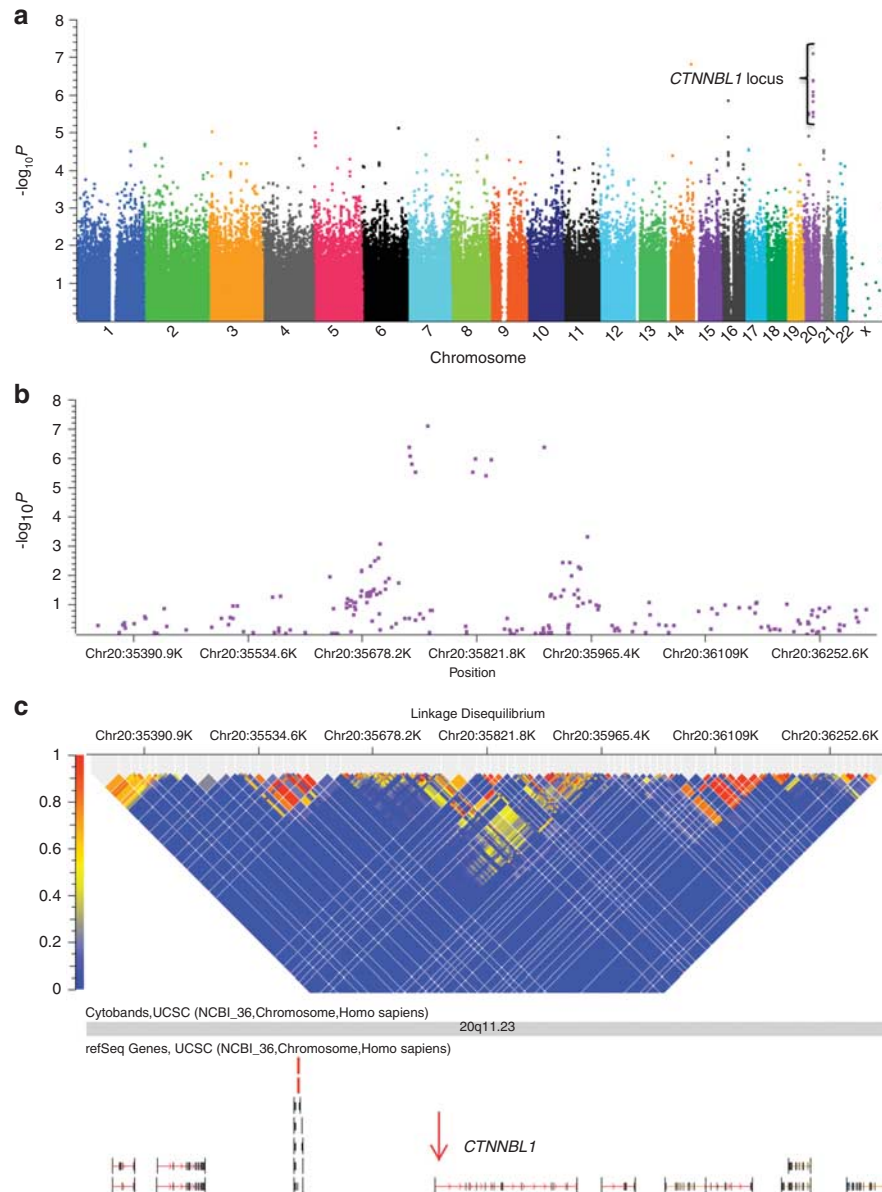 a
8
7
6
5
4
3
2
1
-log10P
CTNNBL1 locus
1 2 3 4 5 6 7 8 9 10 11 12 13 14 15 16 17 18 19 20 21 22 x
Chromosome
b
8
7
6
5
4
3
2
1
-log10P
Chr20:35390.9K Chr20:35534.6K Chr20:35678.2K Chr20:35821.8K Chr20:35965.4K Chr20:36109K Chr20:36252.6K
Position
c
Linkage Disequilibrium
Chr20:35390.9K Chr20:35534.6K Chr20:35678.2K Chr20:35821.8K Chr20:35965.4K Chr20:36109K Chr20:36252.6K
1
0.8
0.6
0.4
0.2
0
Cytobands,UCSC (NCBI_36,Chromosome,Homo sapiens)
20q11.23
refSeq Genes, UCSC (NCBI_36,Chromosome,Homo sapiens)
CTNNBL1